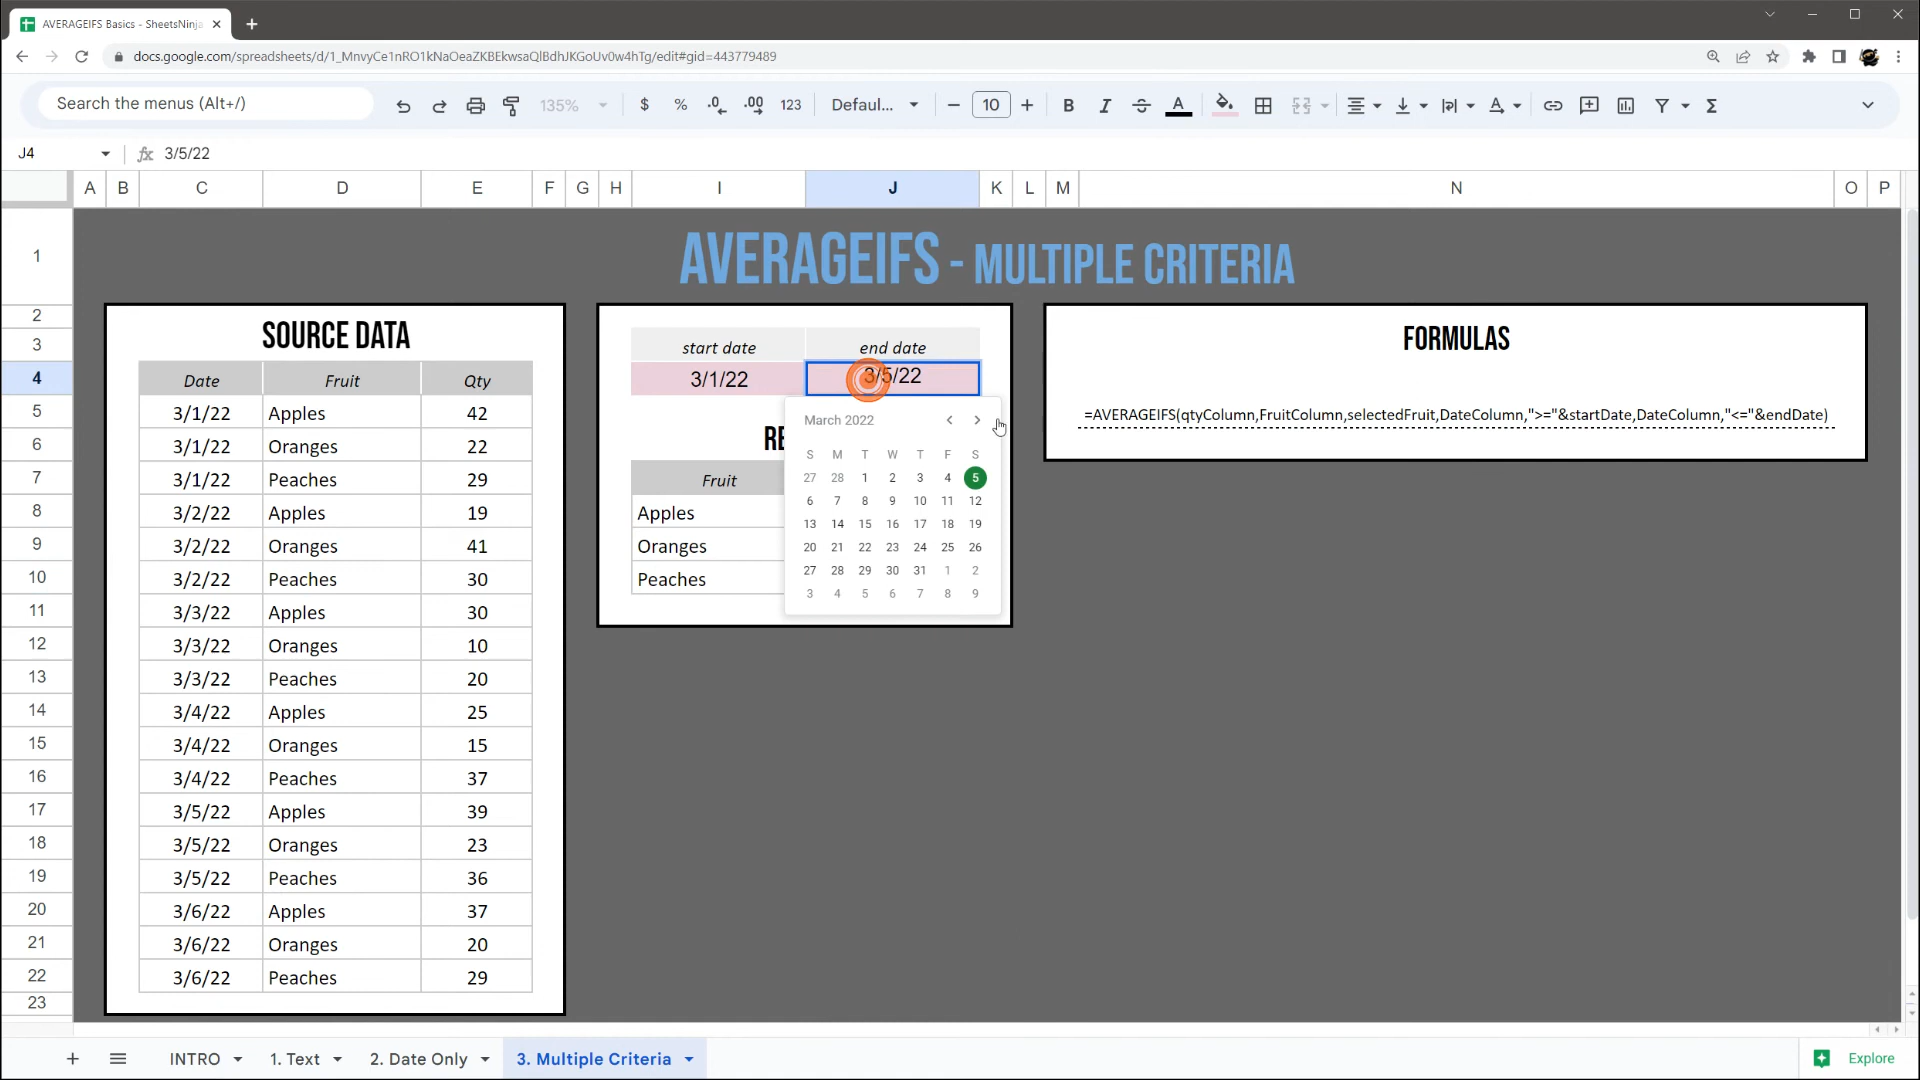 AVERAGEIFS Basics - SheetsNinja
docs.google.com/spreadsheets/d/1_MnvyCe1nRO1kNaOeaZKBEkwsaQlBdhJKGoUv0w4hTg/edit#gid=443779489
Search the menus (Alt+/) 135% $ % .0 .00 123 Defaul... 10 B I S A
J4 fx 3/5/22
A B C D E F G H I J K L M N O P
1 AVERAGEIFS - MULTIPLE CRITERIA
2
SOURCE DATA
FORMULAS
3 start date end date
4 Date Fruit Qty 3/1/22 3/5/22
5 3/1/22 Apples 42
=AVERAGEIFS(qtyColumn,FruitColumn,selectedFruit,DateColumn,">="&startDate,DateColumn,"<="&endDate)
March 2022
6 3/1/22 Oranges 22
S M T W T F S
7 3/1/22 Peaches 29 Fruit
27 28 1 2 3 4 5
6 7 8 9 10 11 12
8 3/2/22 Apples 19 Apples
13 14 15 16 17 18 19
9 3/2/22 Oranges 41 Oranges
20 21 22 23 24 25 26
27 28 29 30 31 1 2
10 3/2/22 Peaches 30 Peaches
3 4 5 6 7 8 9
11 3/3/22 Apples 30
12 3/3/22 Oranges 10
13 3/3/22 Peaches 20
14 3/4/22 Apples 25
15 3/4/22 Oranges 15
16 3/4/22 Peaches 37
17 3/5/22 Apples 39
18 3/5/22 Oranges 23
19 3/5/22 Peaches 36
20 3/6/22 Apples 37
21 3/6/22 Oranges 20
22 3/6/22 Peaches 29
23
INTRO 1. Text 2. Date Only 3. Multiple Criteria Explore